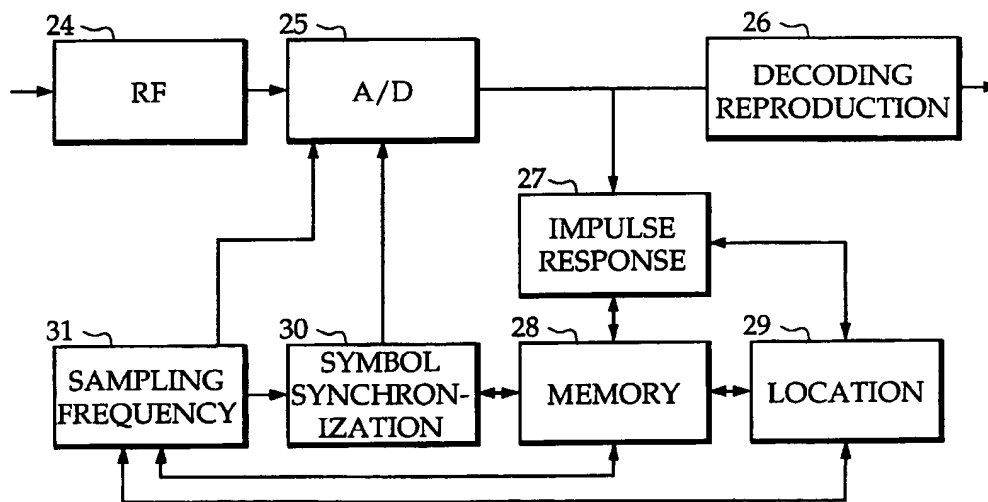 24
RF
25
A/D
26
DECODING
REPRODUCTION
27
IMPULSE
RESPONSE
31
SAMPLING
FREQUENCY
30
SYMBOL
SYNCHRON-
IZATION
28
MEMORY
29
LOCATION